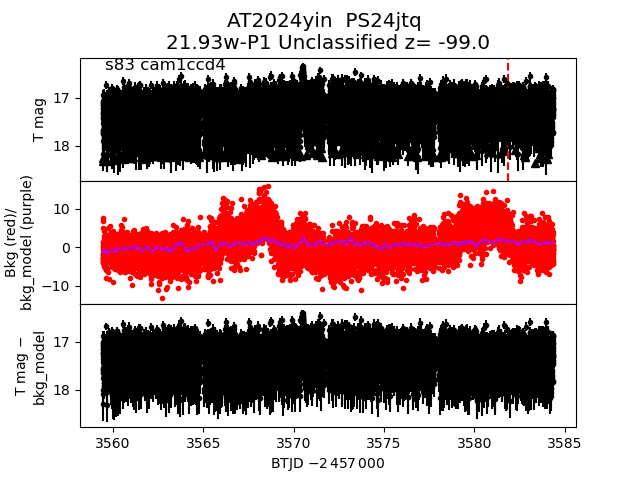 AT2024yin  PS24jtq
21.93w-P1 Unclassified z= -99.0
s83 cam1ccd4
T mag
17
18
Bkg (red)/
bkg_model (purple)
10
0
−10
T mag −
bkg_model
17
18
3560 3565 3570 3575 3580 3585
BTJD −2 457 000